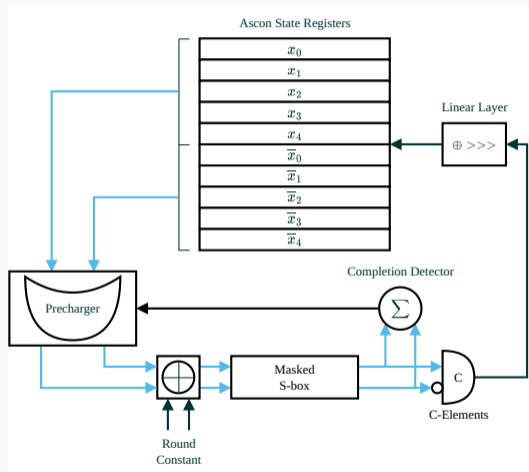 Ascon State Registers
x₀
x₁
x₂
x₃
x₄
x̅₀
x̅₁
x̅₂
x̅₃
x̅₄
Linear Layer
⊕ >>>
Completion Detector
Σ
Precharger
Masked
S-box
C
C-Elements
Round
Constant